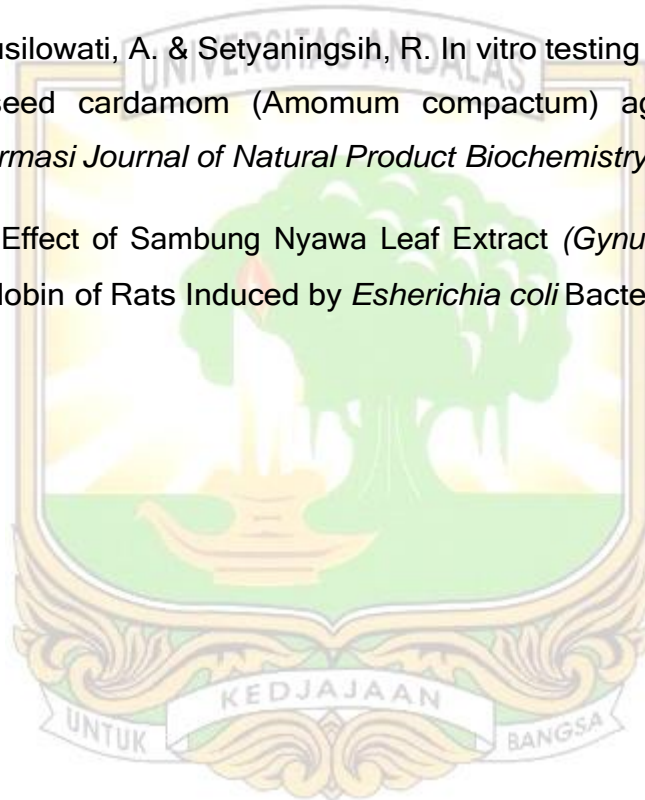 usilowati, A. & Setyaningsih, R. In vitro testing
seed cardamom (Amomum compactum) ag
rmasi Journal of Natural Product Biochemistry
Effect of Sambung Nyawa Leaf Extract (Gynu
lobin of Rats Induced by Esherichia coli Bacte
UNIVERSITAS ANDALAS
KEDJAJAAN
UNTUK
BANGSA